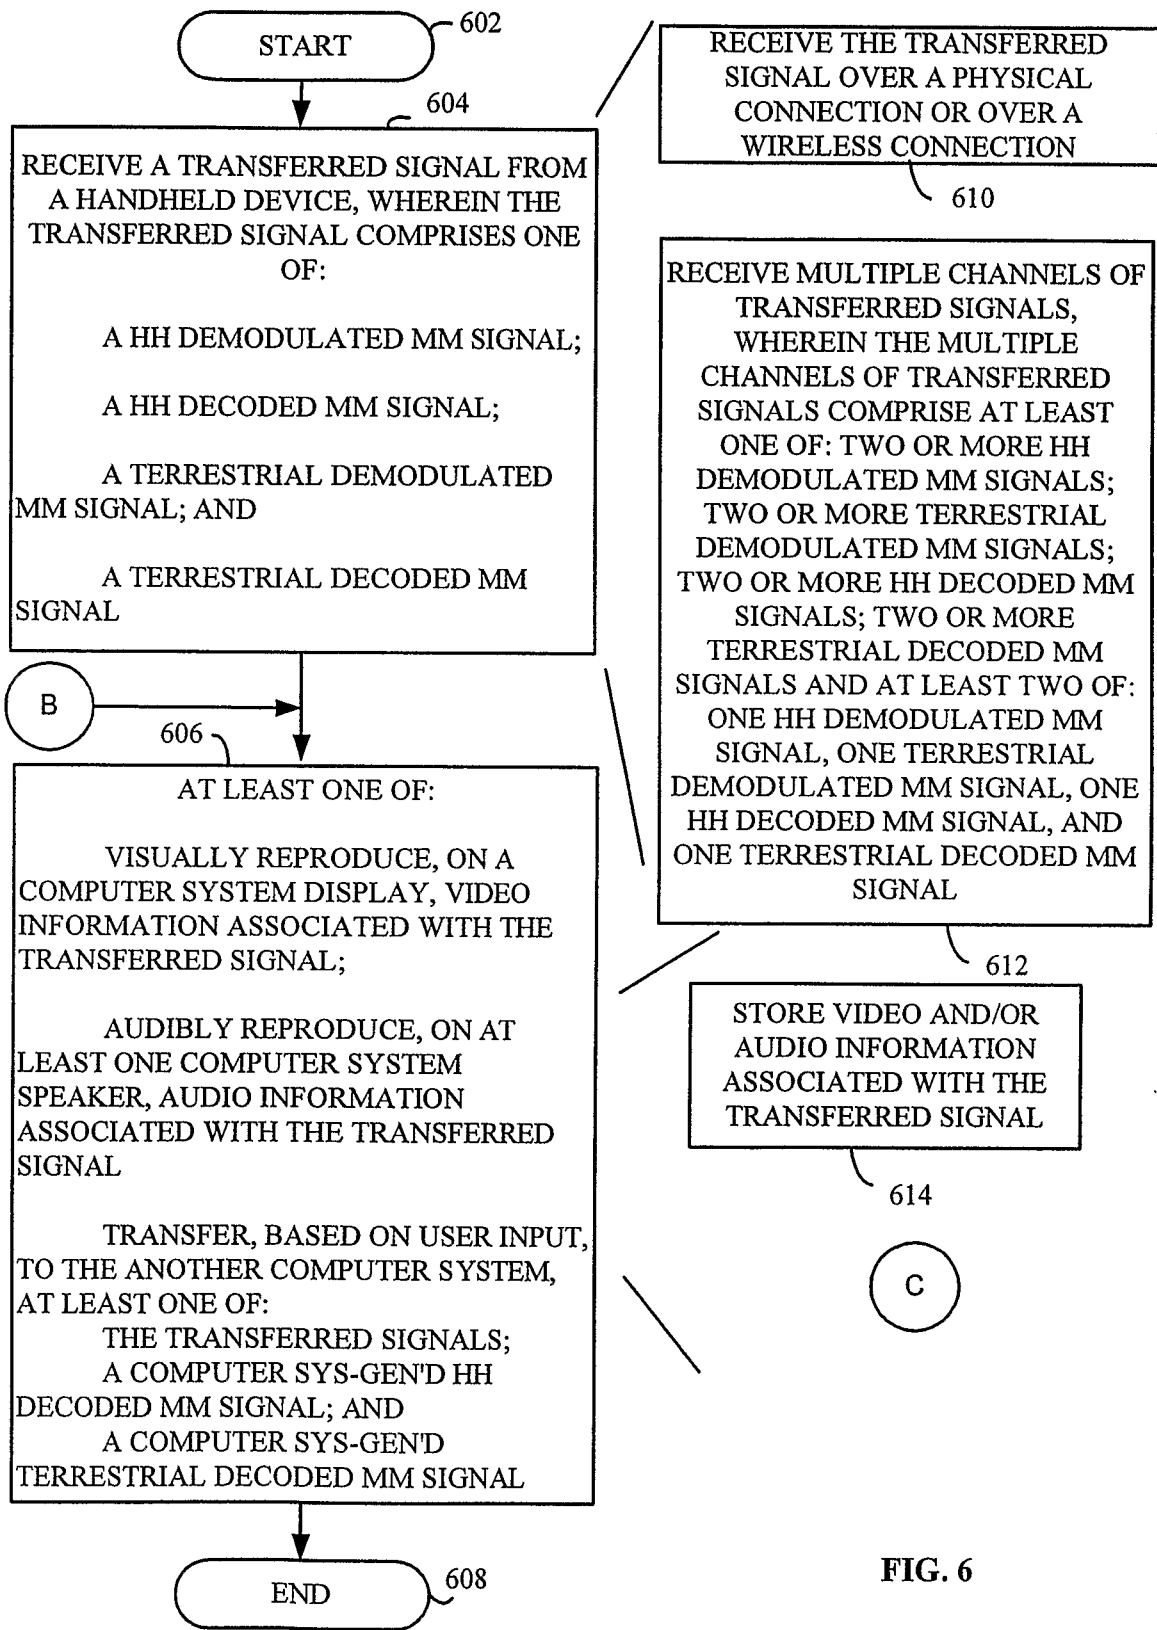 START
602
604
RECEIVE A TRANSFERRED SIGNAL FROM
A HANDHELD DEVICE, WHEREIN THE
TRANSFERRED SIGNAL COMPRISES ONE
OF:
A HH DEMODULATED MM SIGNAL;
A HH DECODED MM SIGNAL;
A TERRESTRIAL DEMODULATED
MM SIGNAL; AND
A TERRESTRIAL DECODED MM
SIGNAL
B
606
AT LEAST ONE OF:
VISUALLY REPRODUCE, ON A
COMPUTER SYSTEM DISPLAY, VIDEO
INFORMATION ASSOCIATED WITH THE
TRANSFERRED SIGNAL;
AUDIBLY REPRODUCE, ON AT
LEAST ONE COMPUTER SYSTEM
SPEAKER, AUDIO INFORMATION
ASSOCIATED WITH THE TRANSFERRED
SIGNAL
TRANSFER, BASED ON USER INPUT,
TO THE ANOTHER COMPUTER SYSTEM,
AT LEAST ONE OF:
THE TRANSFERRED SIGNALS;
A COMPUTER SYS-GEN'D HH
DECODED MM SIGNAL; AND
A COMPUTER SYS-GEN'D
TERRESTRIAL DECODED MM SIGNAL
END
608
RECEIVE THE TRANSFERRED
SIGNAL OVER A PHYSICAL
CONNECTION OR OVER A
WIRELESS CONNECTION
610
RECEIVE MULTIPLE CHANNELS OF
TRANSFERRED SIGNALS,
WHEREIN THE MULTIPLE
CHANNELS OF TRANSFERRED
SIGNALS COMPRISE AT LEAST
ONE OF: TWO OR MORE HH
DEMODULATED MM SIGNALS;
TWO OR MORE TERRESTRIAL
DEMODULATED MM SIGNALS;
TWO OR MORE HH DECODED MM
SIGNALS; TWO OR MORE
TERRESTRIAL DECODED MM
SIGNALS AND AT LEAST TWO OF:
ONE HH DEMODULATED MM
SIGNAL, ONE TERRESTRIAL
DEMODULATED MM SIGNAL, ONE
HH DECODED MM SIGNAL, AND
ONE TERRESTRIAL DECODED MM
SIGNAL
612
STORE VIDEO AND/OR
AUDIO INFORMATION
ASSOCIATED WITH THE
TRANSFERRED SIGNAL
614
C
FIG. 6